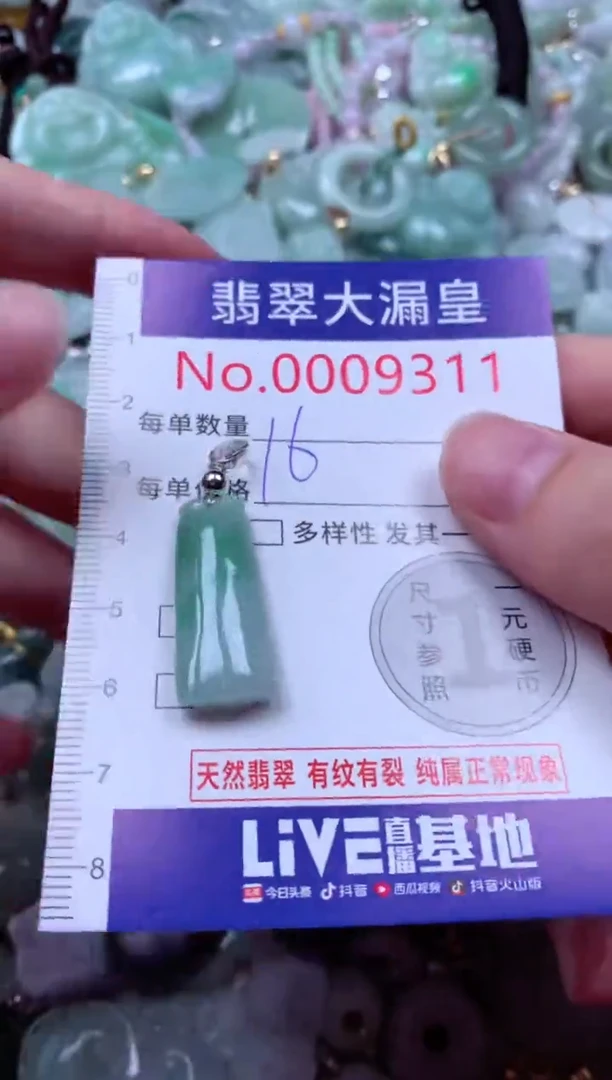 翡翠大漏皇
No.0009311
0
1
2
3
4
5
6
7
8
每单数量
16
每单价格
多样性 发其一
尺寸参照
一元硬币
1
天然翡翠 有纹有裂 纯属正常现象
LiVE直播基地
今日头条 抖音 西瓜视频 抖音火山版